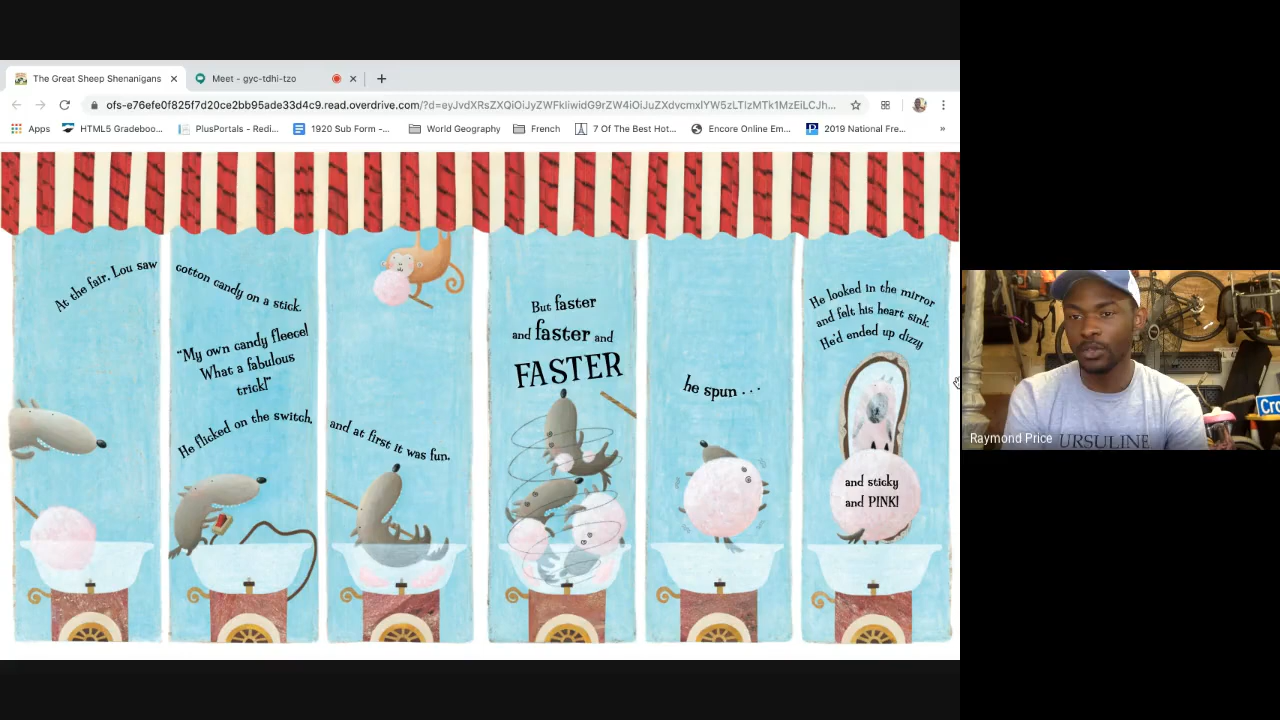 The Great Sheep Shenanigans
Meet - gyc-tdhi-tzo
ofs-e76efe0f825f7d20ce2bb95ade33d4c9.read.overdrive.com
Apps
HTML5 Gradeboo...
PlusPortals - Redi...
1920 Sub Form -...
World Geography
French
7 Of The Best Hot...
Encore Online Em...
2019 National Fre...
At the fair, Lou saw
cotton candy on a stick.
"My own candy fleece!
What a fabulous
trick!"
He flicked on the switch,
and at first it was fun.
But faster
and faster and
FASTER
he spun . . .
He looked in the mirror
and felt his heart sink.
He'd ended up dizzy
and sticky
and PINK!
Raymond Price
URSULINE
Cro